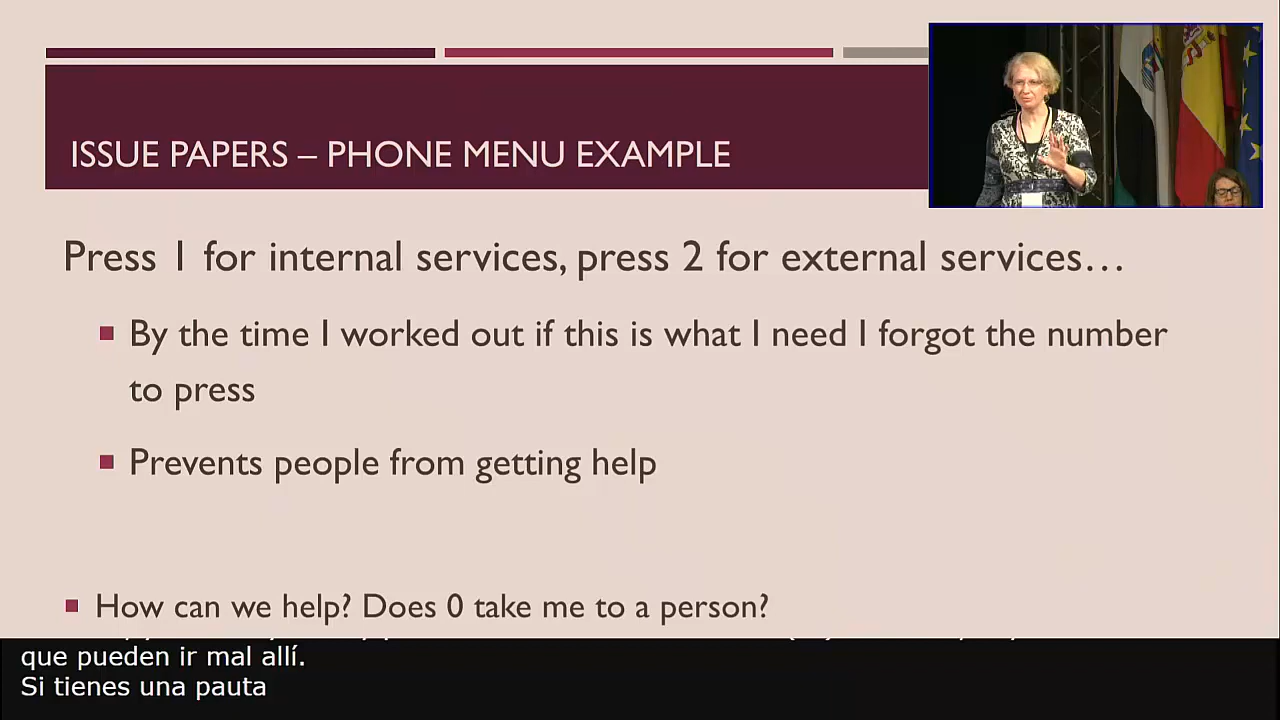 ISSUE PAPERS – PHONE MENU EXAMPLE
Press 1 for internal services, press 2 for external services…
By the time I worked out if this is what I need I forgot the number
to press
Prevents people from getting help
How can we help? Does 0 take me to a person?
que pueden ir mal allí.
Si tienes una pauta